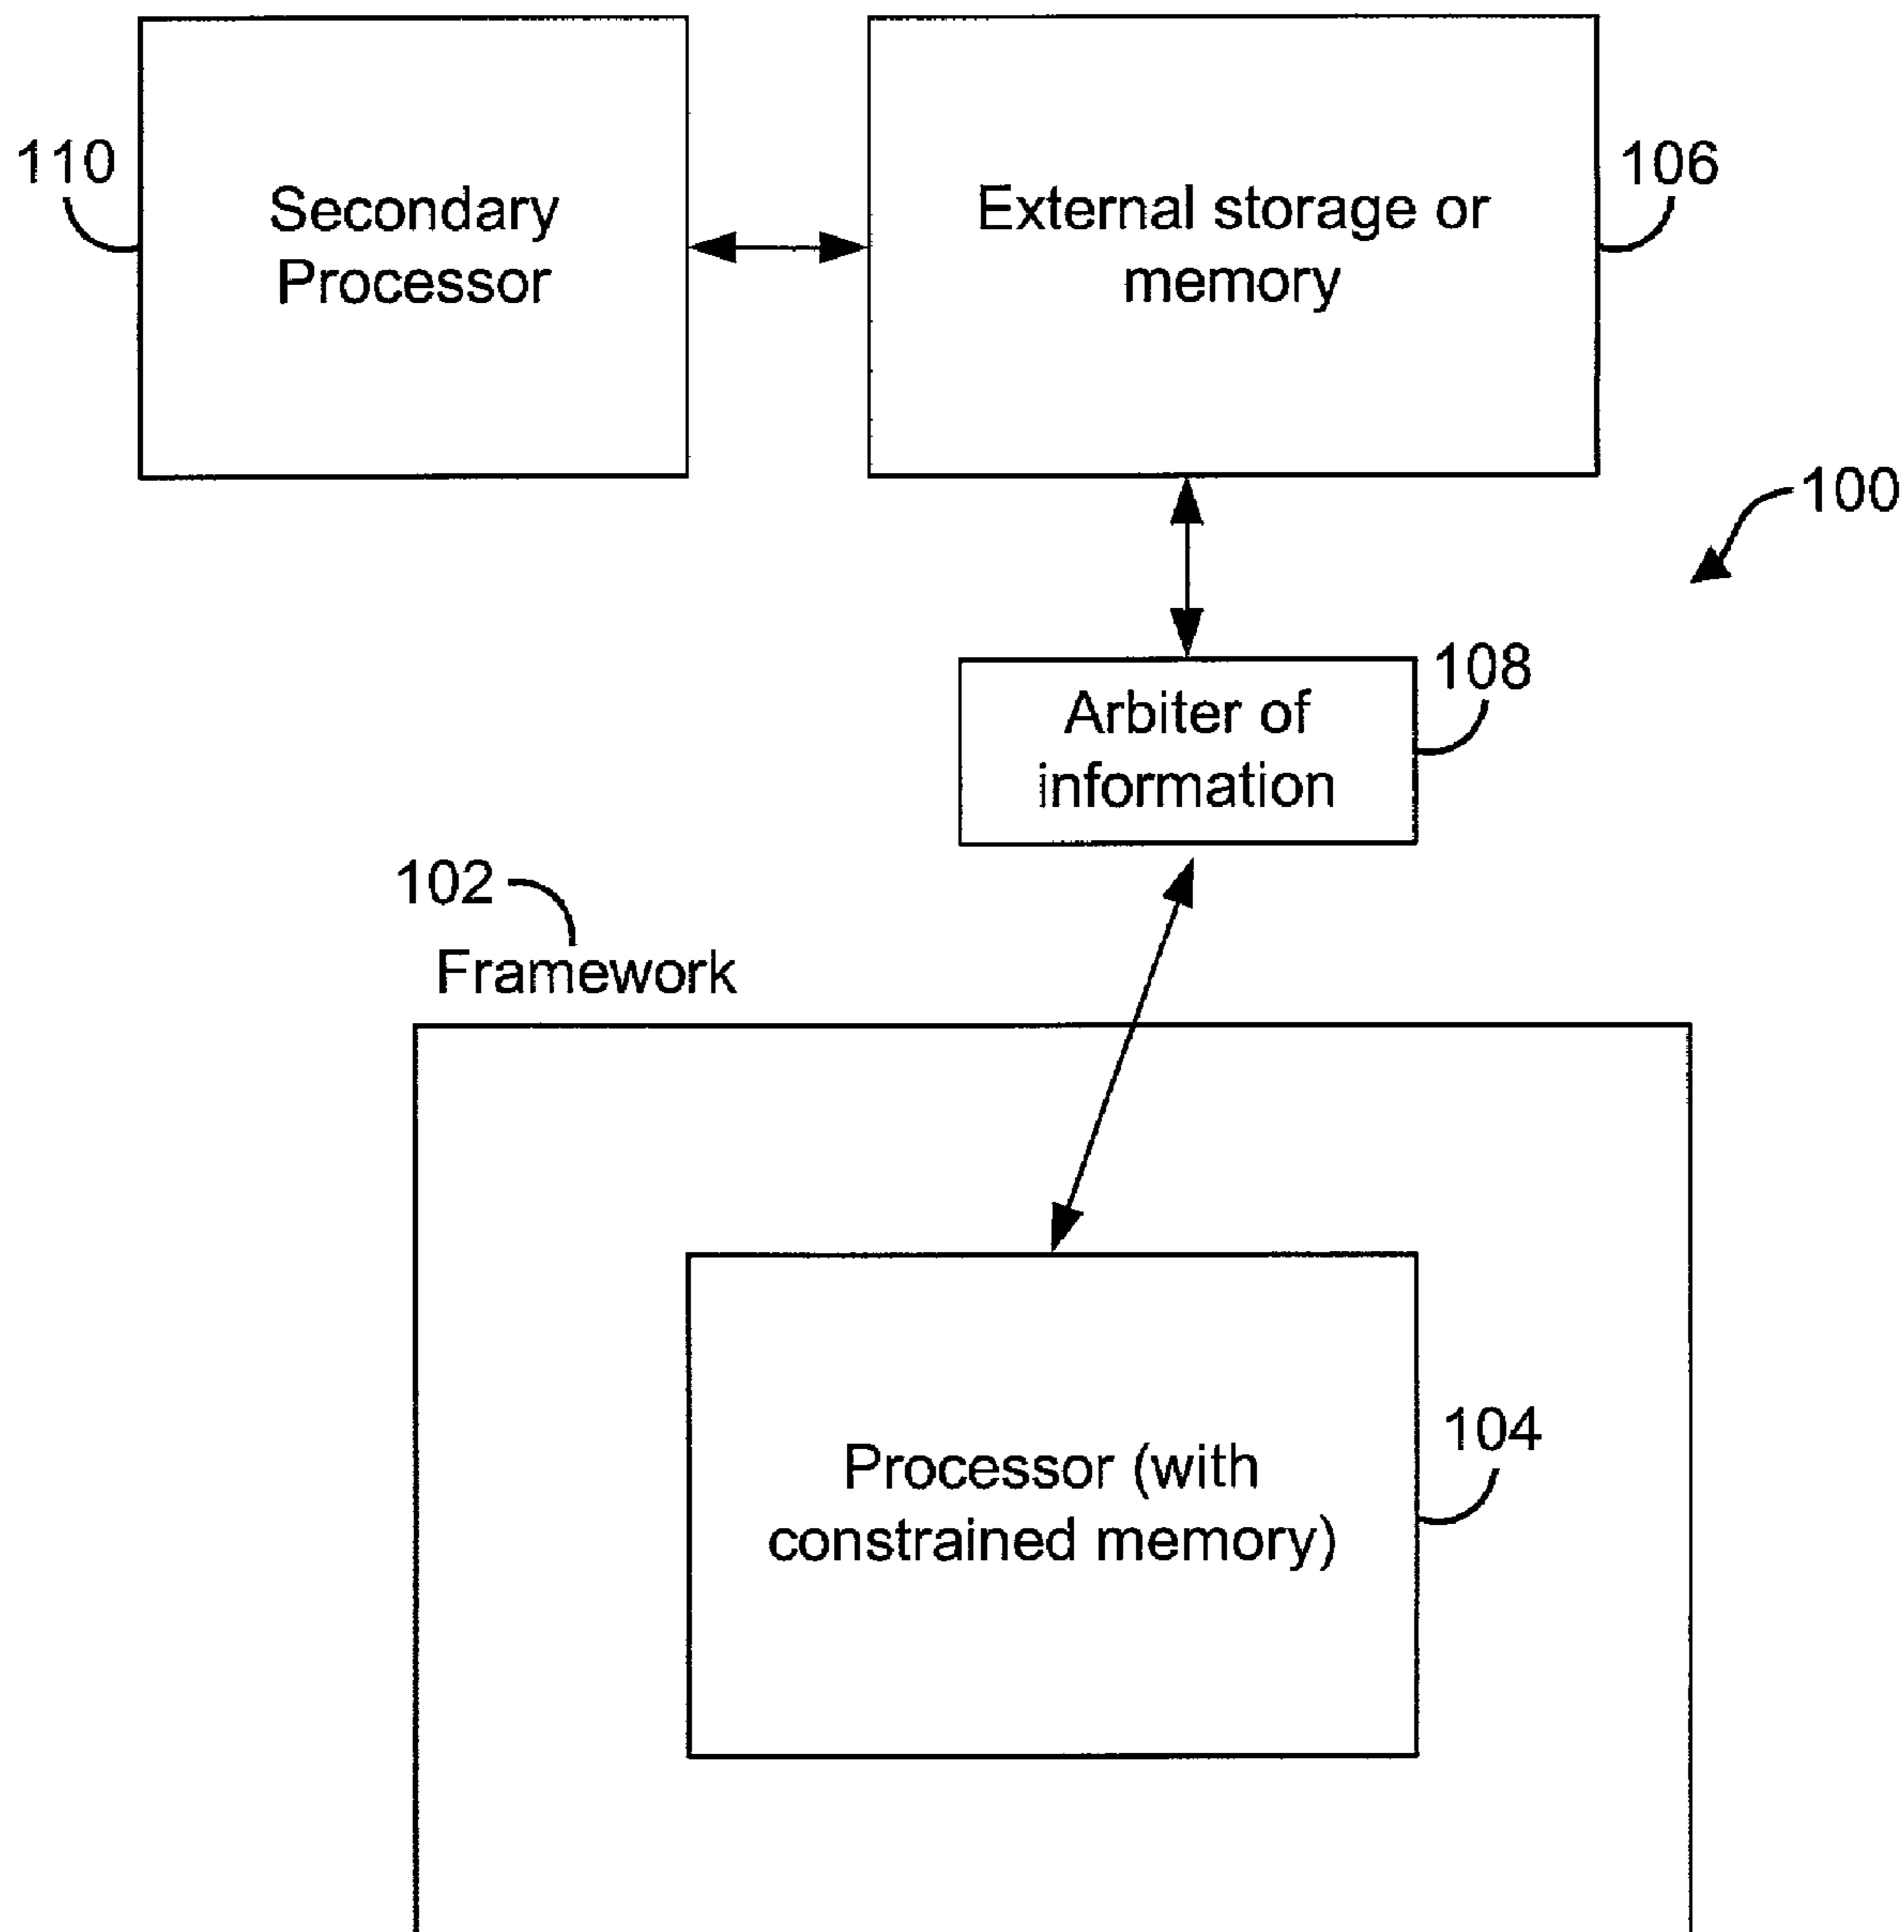 110
Secondary
Processor
External storage or
memory
106
100
Arbiter of
information
108
102
Framework
Processor (with
constrained memory)
104